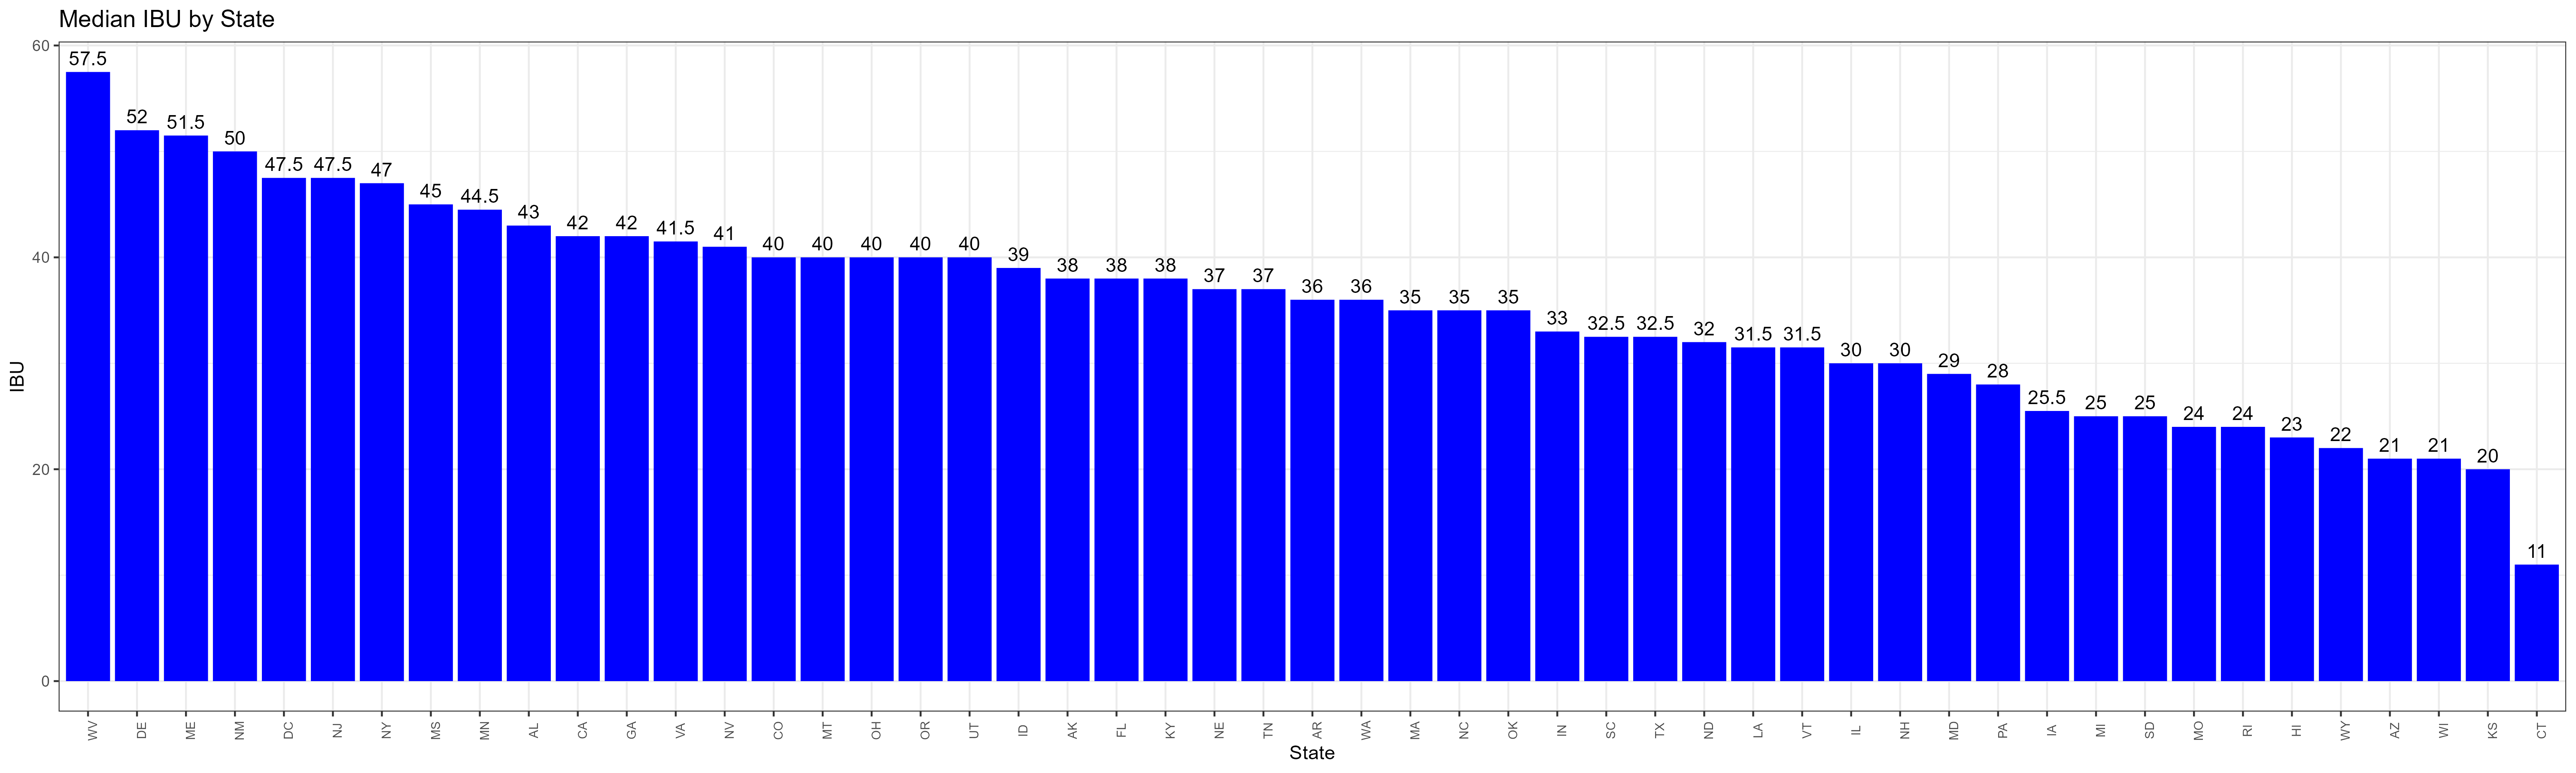 Median IBU by State
60
40
20
0
IBU
57.5 52 51.5 50 47.5 47.5 47 45 44.5 43 42 42 41.5 41 40 40 40 40 40 39 38 38 38 37 37 36 36 35 35 35 33 32.5 32.5 32 31.5 31.5 30 30 29 28 25.5 25 25 24 24 23 22 21 21 20 11
WV DE ME NM DC NJ NY MS MN AL CA GA VA NV CO MT OH OR UT ID AK FL KY NE TN AR WA MA NC OK IN SC TX ND LA VT IL NH MD PA IA MI SD MO RI HI WY AZ WI KS CT
State